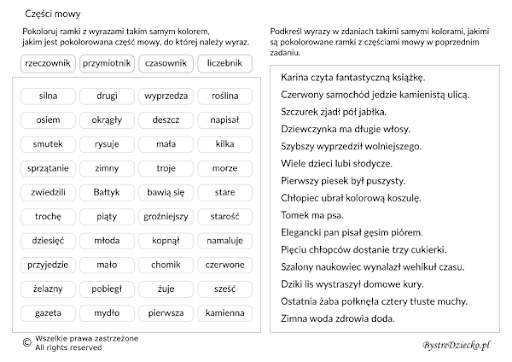 Części mowy
Pokoloruj ramki z wyrazami takim samym kolorem,
jakim jest pokolorowana część mowy, do której należy wyraz.
rzeczownik przymiotnik czasownik liczebnik
silna drugi wyprzedza roślina
osiem okrągły deszcz napisał
smutek rysuje mała kilka
sprzątanie zimny troje morze
zwiedzili Bałtyk bawią się stare
trochę piąty groźniejszy starość
dziesięć młoda kopnął namaluje
przyjedzie mało chomik czerwone
żelazny pobiegł żuje sześć
gazeta mydło pierwsza kamienna
© Wszelkie prawa zastrzeżone
All rights reserved
Podkreśl wyrazy w zdaniach takimi samymi kolorami, jakimi
są pokolorowane ramki z częściami mowy w poprzednim
zadaniu.
Karina czyta fantastyczną książkę.
Czerwony samochód jedzie kamienistą ulicą.
Szczurek zjadł pół jabłka.
Dziewczynka ma długie włosy.
Szybszy wyprzedził wolniejszego.
Wiele dzieci lubi słodycze.
Pierwszy piesek był puszysty.
Chłopiec ubrał kolorową koszulę.
Tomek ma psa.
Elegancki pan pisał gęsim piórem.
Pięciu chłopców dostanie trzy cukierki.
Szalony naukowiec wynalazł wehikuł czasu.
Dziki lis wystraszył domowe kury.
Ostatnia żaba połknęła cztery tłuste muchy.
Zimna woda zdrowia doda.
BystreDziecko.pl